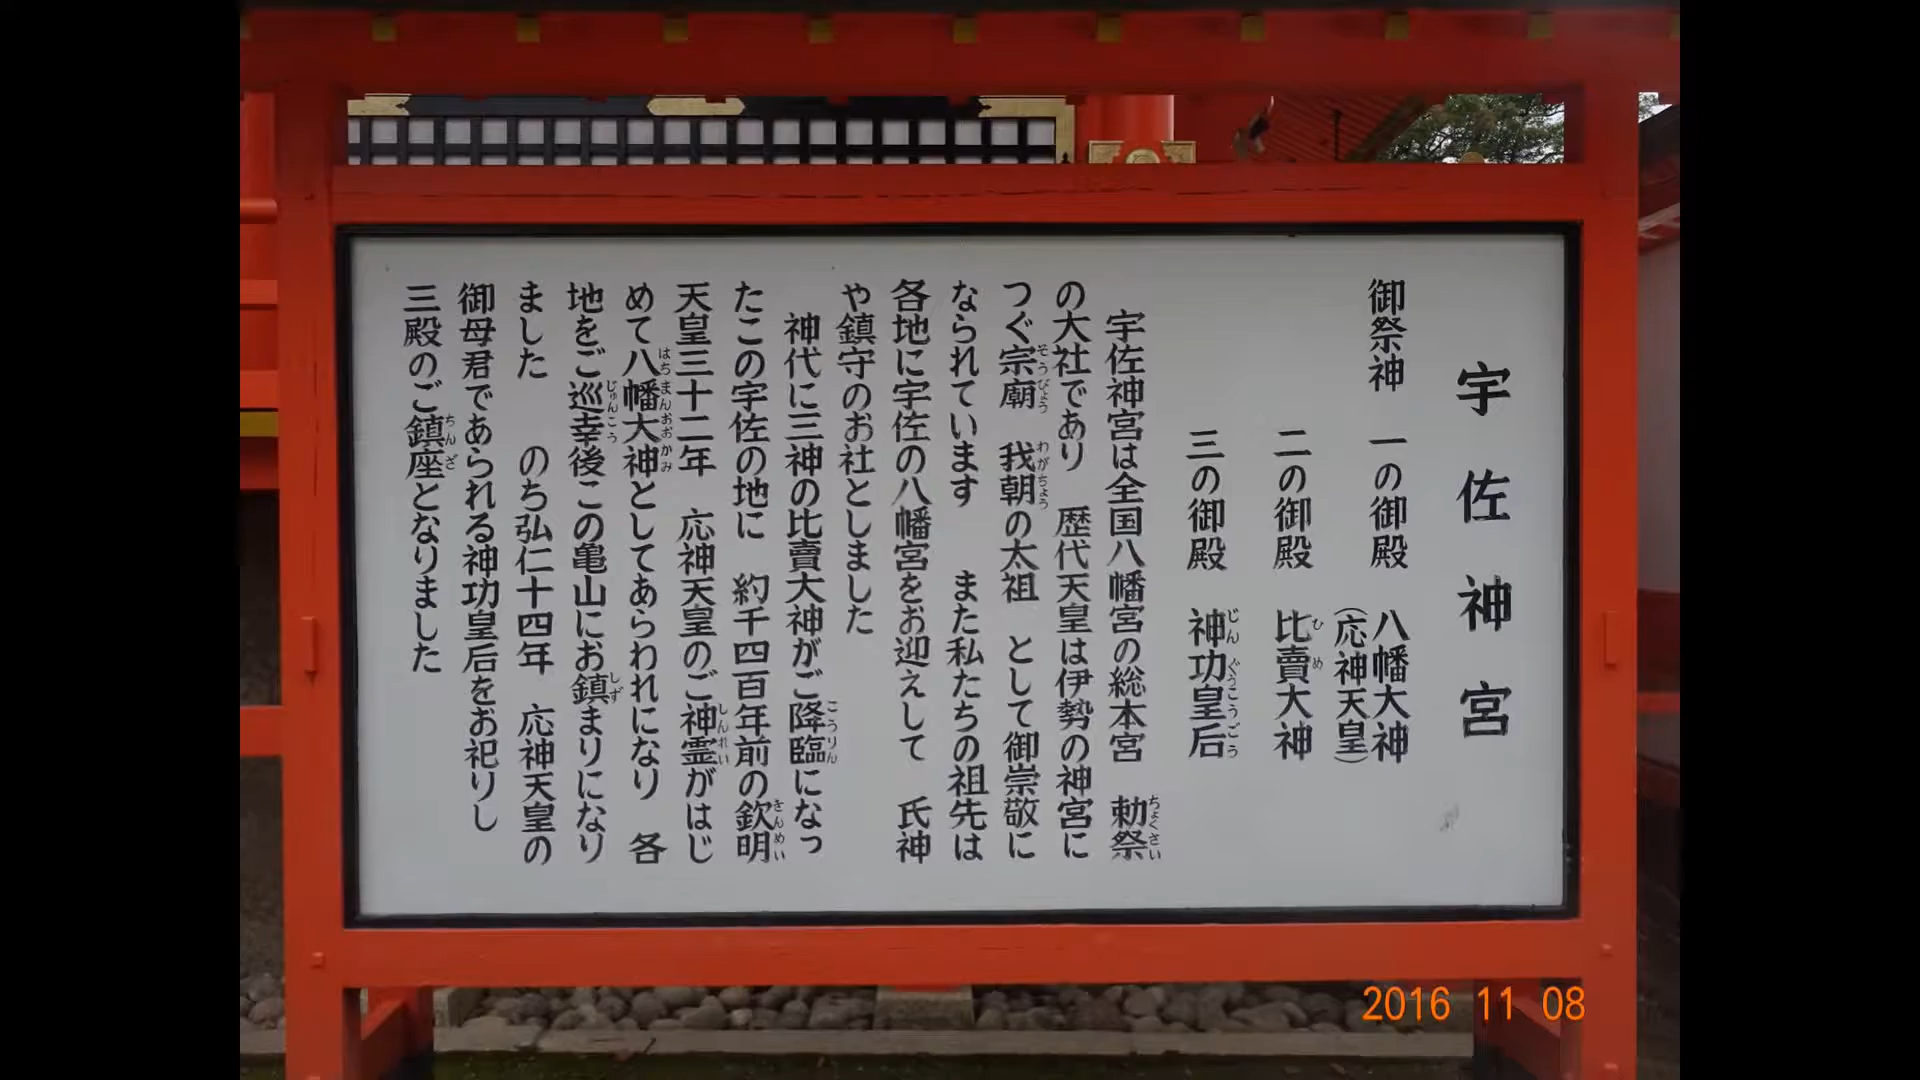 宇佐神宮
御祭神 一の御殿 八幡大神
(応神天皇)
二の御殿 比賣大神
三の御殿 神功皇后
宇佐神宮は全国八幡宮の総本宮 勅祭
の大社であり 歴代天皇は伊勢の神宮に
つぐ宗廟 我朝の太祖 として御崇敬に
なられています また私たちの祖先は
各地に宇佐の八幡宮をお迎えして 氏神
や鎮守のお社としました
神代に三神の比賣大神がご降臨になっ
たこの宇佐の地に 約千四百年前の欽明
天皇三十二年 応神天皇のご神霊がはじ
めて八幡大神としてあらわれになり 各
地をご巡幸後この亀山にお鎮まりになり
ました のち弘仁十四年 応神天皇の
御母君であられる神功皇后をお祀りし
三殿のご鎮座となりました
2016 11 08